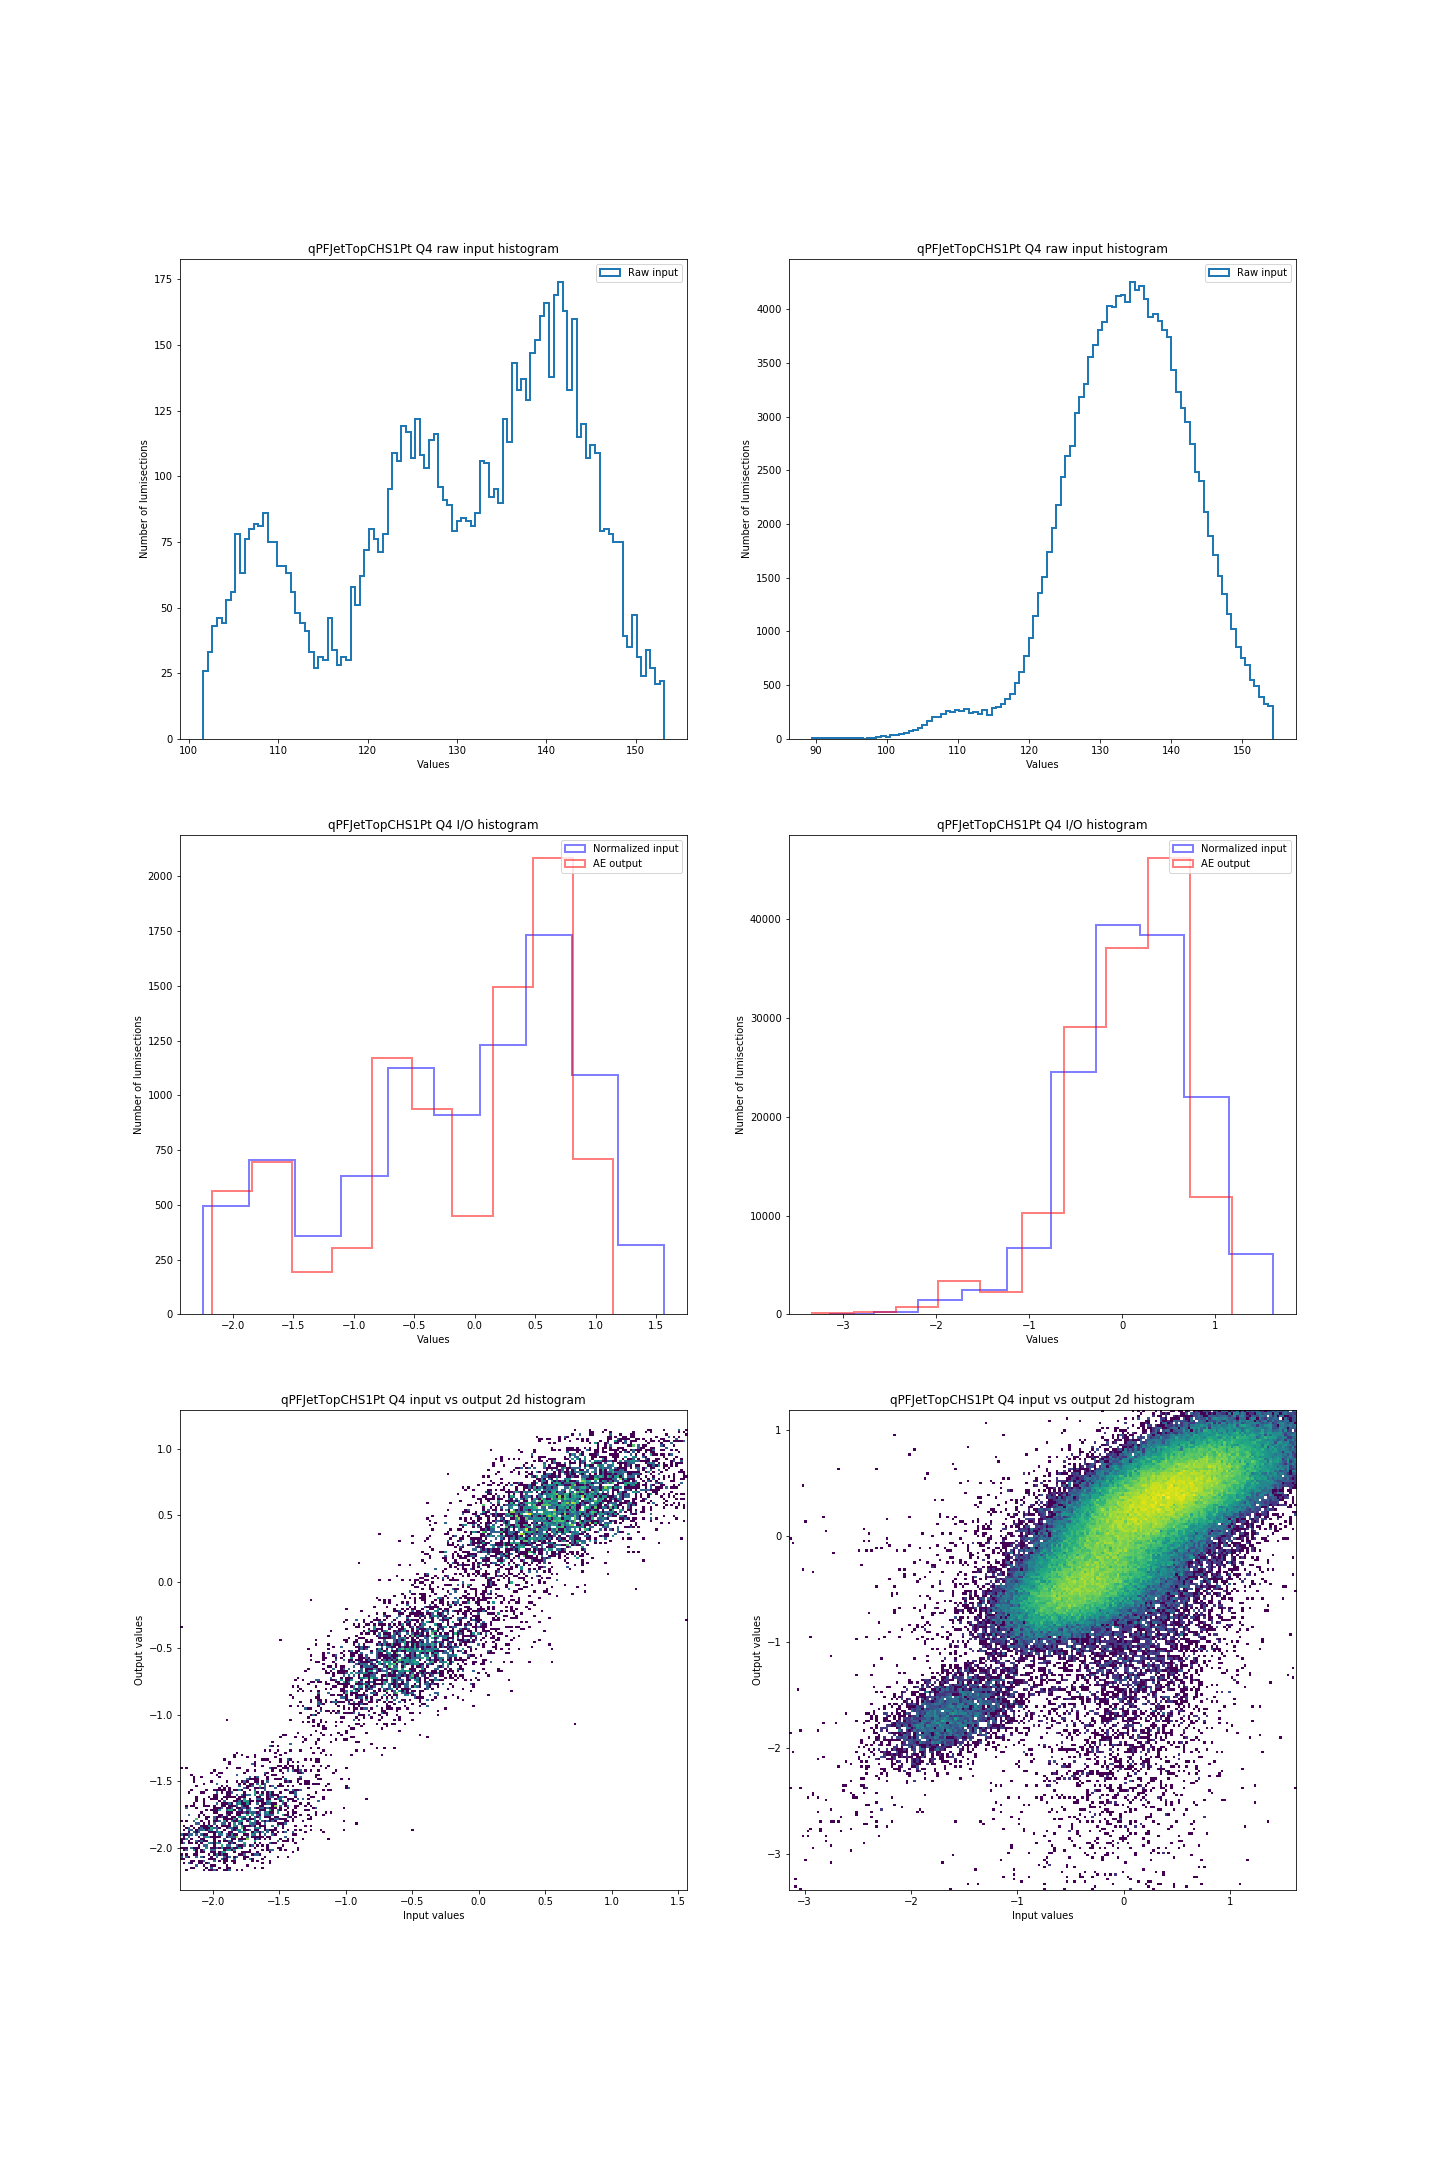 qPFJetTopCHS1Pt Q4 raw input histogram
Raw input
175
150
125
100
75
50
25
0
Number of lumisections
100 110 120 130 140 150
Values
qPFJetTopCHS1Pt Q4 raw input histogram
Raw input
4000
3500
3000
2500
2000
1500
1000
500
0
Number of lumisections
90 100 110 120 130 140 150
Values
qPFJetTopCHS1Pt Q4 I/O histogram
Normalized input
AE output
2000
1750
1500
1250
1000
750
500
250
0
Number of lumisections
−2.0 −1.5 −1.0 −0.5 0.0 0.5 1.0 1.5
Values
qPFJetTopCHS1Pt Q4 I/O histogram
Normalized input
AE output
40000
30000
20000
10000
0
Number of lumisections
−3 −2 −1 0 1
Values
qPFJetTopCHS1Pt Q4 input vs output 2d histogram
1.0
0.5
0.0
−0.5
−1.0
−1.5
−2.0
Output values
−2.0 −1.5 −1.0 −0.5 0.0 0.5 1.0 1.5
Input values
qPFJetTopCHS1Pt Q4 input vs output 2d histogram
1
0
−1
−2
−3
Output values
−3 −2 −1 0 1
Input values